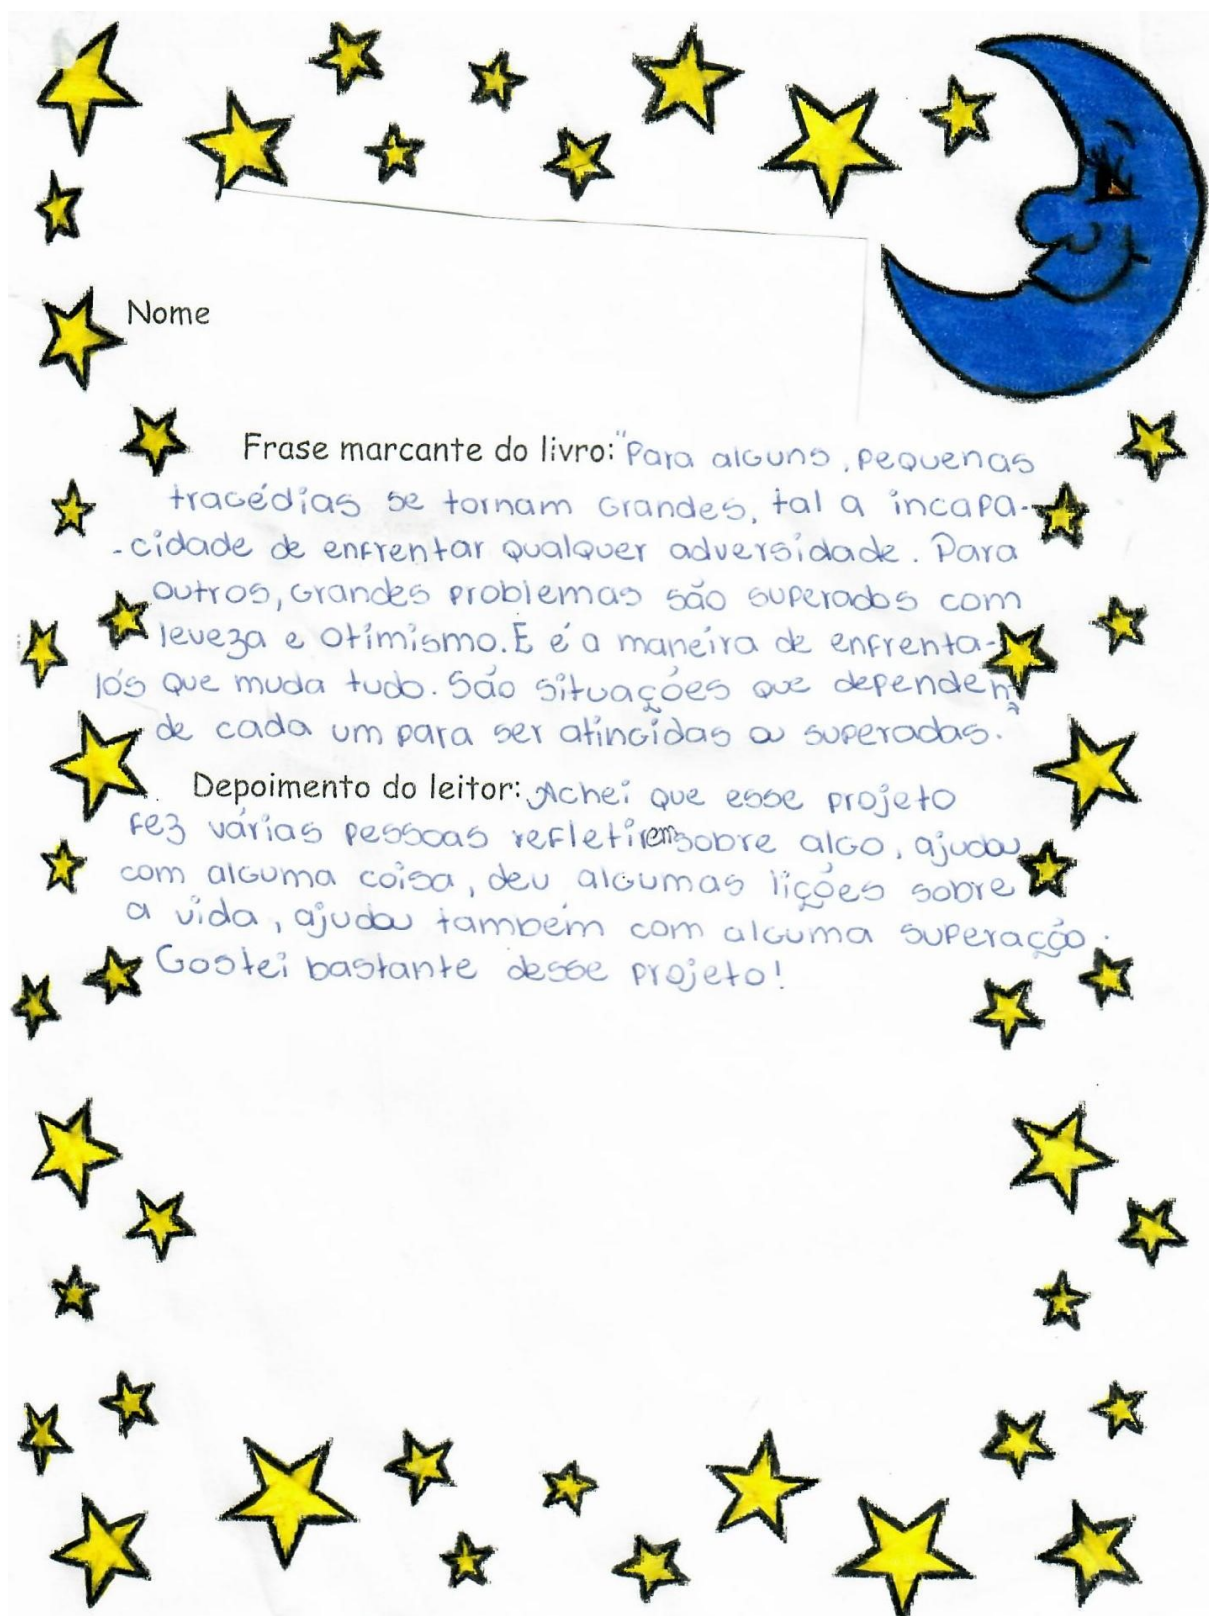 Nome
Frase marcante do livro: "Para alguns, pequenas
tragédias se tornam grandes, tal a incapa-
-cidade de enfrentar qualquer adversidade. Para
outros, grandes problemas são superados com
leveza e otimismo. E é a maneira de enfrenta-
lós que muda tudo. São situações que dependem
de cada um para ser atingidas ou superadas."
Depoimento do leitor: Achei que esse projeto
fez várias pessoas refletirem sobre algo, ajudou
com alguma coisa, deu algumas lições sobre
a vida, ajudou também com alguma superação.
Gostei bastante desse projeto!